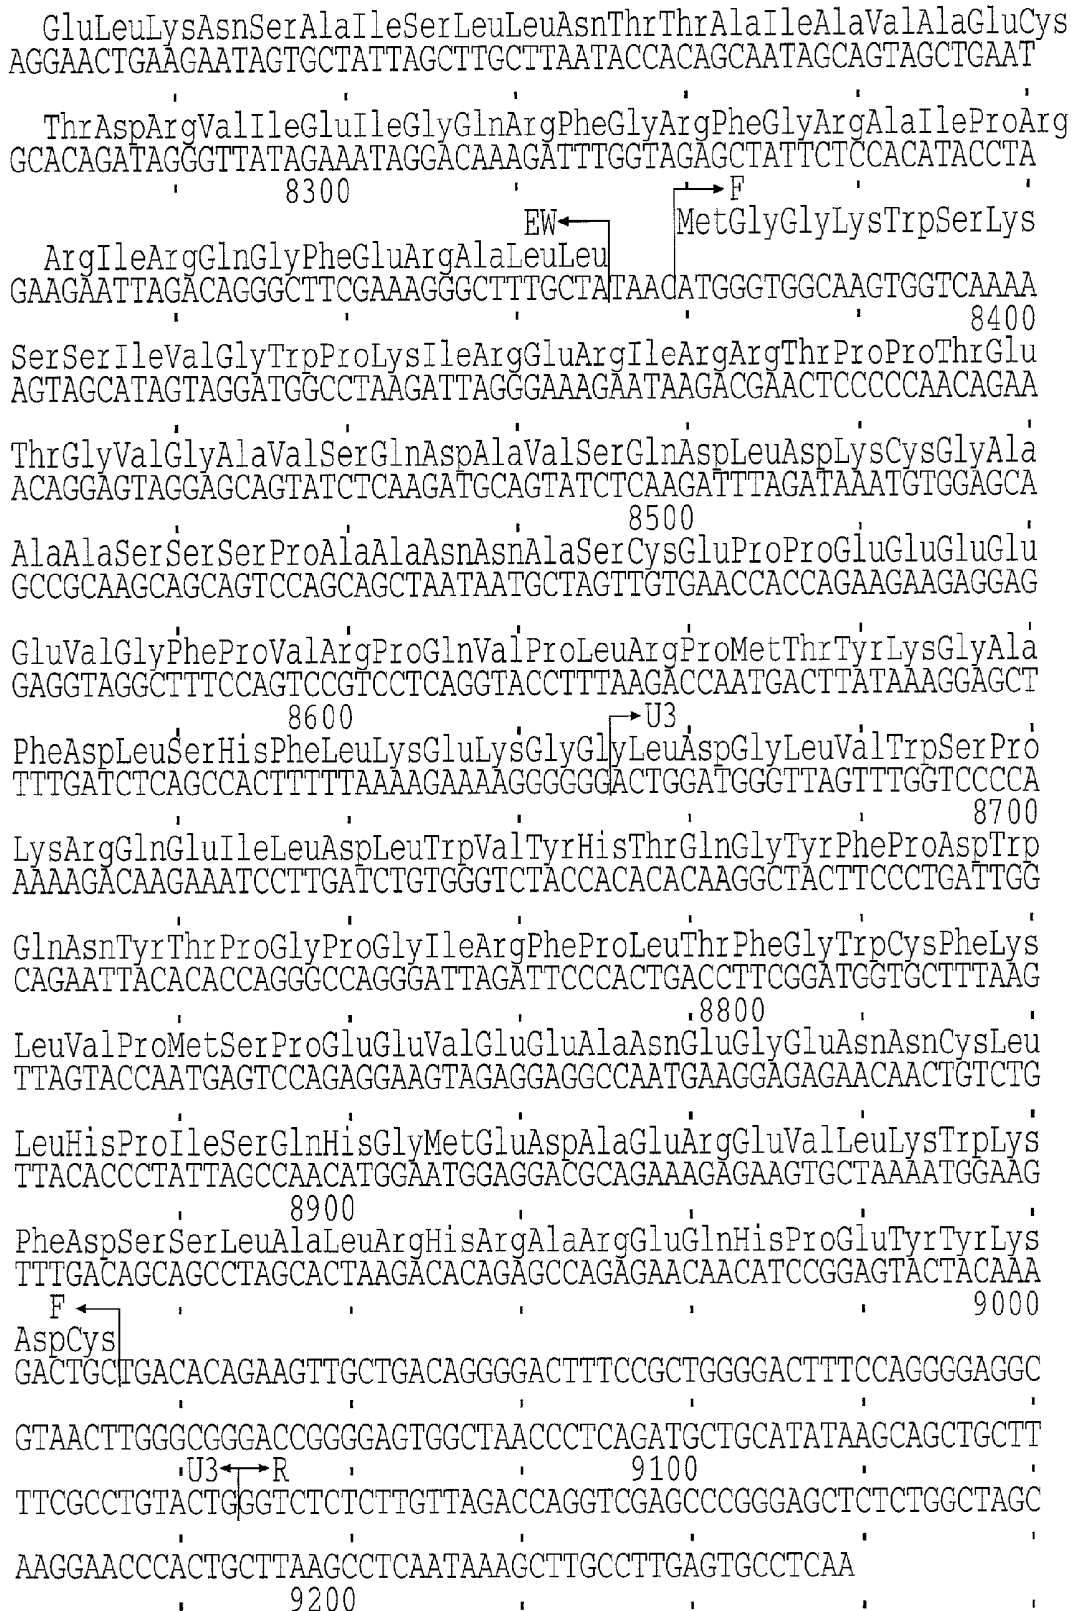 GluLeuLysAsnSerAlaIleSerLeuLeuAsnThrThrAlaIleAlaValAlaGluCys
AGGAACTGAAGAATAGTGCTATTAGCTTGCTTAATACCACAGCAATAGCAGTAGCTGAAT
ThrAspArgValIleGluIleGlyGlnArgPheGlyArgPheGlyArgAlaIleProArg
GCACAGATAGGGTTATAGAAATAGGACAAAGATTTGGTAGAGCTATTCTCCACATACCTA
8300
EW F
MetGlyGlyLysTrpSerLys
ArgIleArgGlnGlyPheGluArgAlaLeuLeu
GAAGAATTAGACAGGGCTTCGAAAGGGCTTTGCTATAACATGGGTGGCAAGTGGTCAAAA
8400
SerSerIleValGlyTrpProLysIleArgGluArgIleArgArgThrProProThrGlu
AGTAGCATAGTAGGATGGCCTAAGATTAGGGAAAGAATAAGACGAACTCCCCCAACAGAA
ThrGlyValGlyAlaValSerGlnAspAlaValSerGlnAspLeuAspLysCysGlyAla
ACAGGAGTAGGAGCAGTATCTCAAGATGCAGTATCTCAAGATTTAGATAAATGTGGAGCA
8500
AlaAlaSerSerSerProAlaAlaAsnAsnAlaSerCysGluProProGluGluGluGlu
GCCGCAAGCAGCAGTCCAGCAGCTAATAATGCTAGTTGTGAACCACCAGAAGAAGAGGAG
GluValGlyPheProValArgProGlnValProLeuArgProMetThrTyrLysGlyAla
GAGGTAGGCTTTCCAGTCCGTCCTCAGGTACCTTTAAGACCAATGACTTATAAAGGAGCT
8600 U3
PheAspLeuSerHisPheLeuLysGluLysGlyGlyLeuAspGlyLeuValTrpSerPro
TTTGATCTCAGCCACTTTTTAAAAGAAAAGGGGGGACTGGATGGGTTAGTTTGGTCCCCA
8700
LysArgGlnGluIleLeuAspLeuTrpValTyrHisThrGlnGlyTyrPheProAspTrp
AAAAGACAAGAAATCCTTGATCTGTGGGTCTACCACACACAAGGCTACTTCCCTGATTGG
GlnAsnTyrThrProGlyProGlyIleArgPheProLeuThrPheGlyTrpCysPheLys
CAGAATTACACACCAGGGCCAGGGATTAGATTCCCACTGACCTTCGGATGGTGCTTTAAG
8800
LeuValProMetSerProGluGluValGluGluAlaAsnGluGlyGluAsnAsnCysLeu
TTAGTACCAATGAGTCCAGAGGAAGTAGAGGAGGCCAATGAAGGAGAGAACAACTGTCTG
LeuHisProIleSerGlnHisGlyMetGluAspAlaGluArgGluValLeuLysTrpLys
TTACACCCTATTAGCCAACATGGAATGGAGGACGCAGAAAGAGAAGTGCTAAAATGGAAG
8900
PheAspSerSerLeuAlaLeuArgHisArgAlaArgGluGlnHisProGluTyrTyrLys
TTTGACAGCAGCCTAGCACTAAGACACAGAGCCAGAGAACAACATCCGGAGTACTACAAA
F 9000
AspCys
GACTGCTGACACAGAAGTTGCTGACAGGGGACTTTCCGCTGGGGACTTTCCAGGGGAGGC
GTAACTTGGGCGGGACCGGGGAGTGGCTAACCCTCAGATGCTGCATATAAGCAGCTGCTT
U3 R 9100
TTCGCCTGTACTGGGTCTCTCTTGTTAGACCAGGTCGAGCCCGGGAGCTCTCTGGCTAGC
AAGGAACCCACTGCTTAAGCCTCAATAAAGCTTGCCTTGAGTGCCTCAA
9200